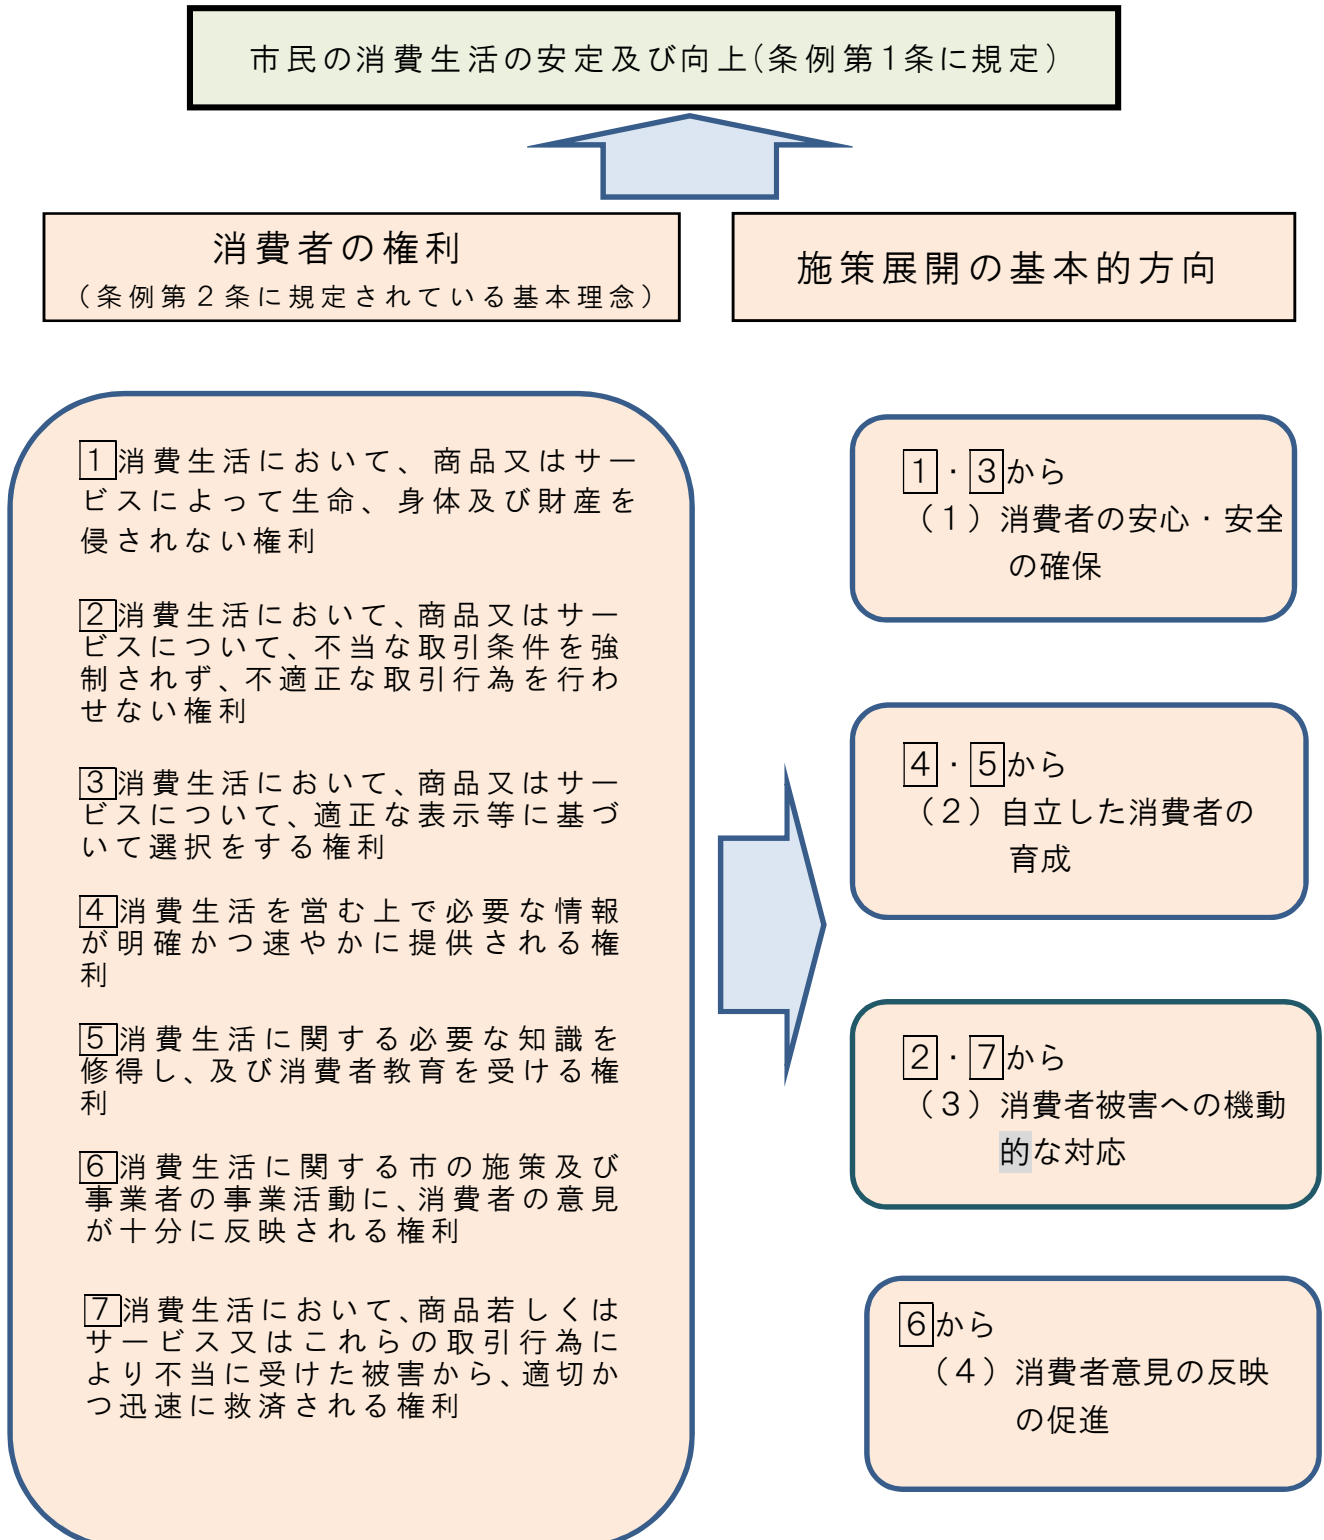 市民の消費生活の安定及び向上(条例第1条に規定)
消費者の権利
(条例第2条に規定されている基本理念)
施策展開の基本的方向
1消費生活において、商品又はサー
ビスによって生命、身体及び財産を
侵されない権利
2消費生活において、商品又はサー
ビスについて、不当な取引条件を強
制されず、不適正な取引行為を行わ
せない権利
3消費生活において、商品又はサー
ビスについて、適正な表示等に基づ
いて選択をする権利
4消費生活を営む上で必要な情報
が明確かつ速やかに提供される権
利
5消費生活に関する必要な知識を
修得し、及び消費者教育を受ける権
利
6消費生活に関する市の施策及び
事業者の事業活動に、消費者の意見
が十分に反映される権利
7消費生活において、商品若しくは
サービス又はこれらの取引行為に
より不当に受けた被害から、適切か
つ迅速に救済される権利
1・3から
(1)消費者の安心・安全
の確保
4・5から
(2)自立した消費者の
育成
2・7から
(3)消費者被害への機動
的な対応
6から
(4)消費者意見の反映
の促進